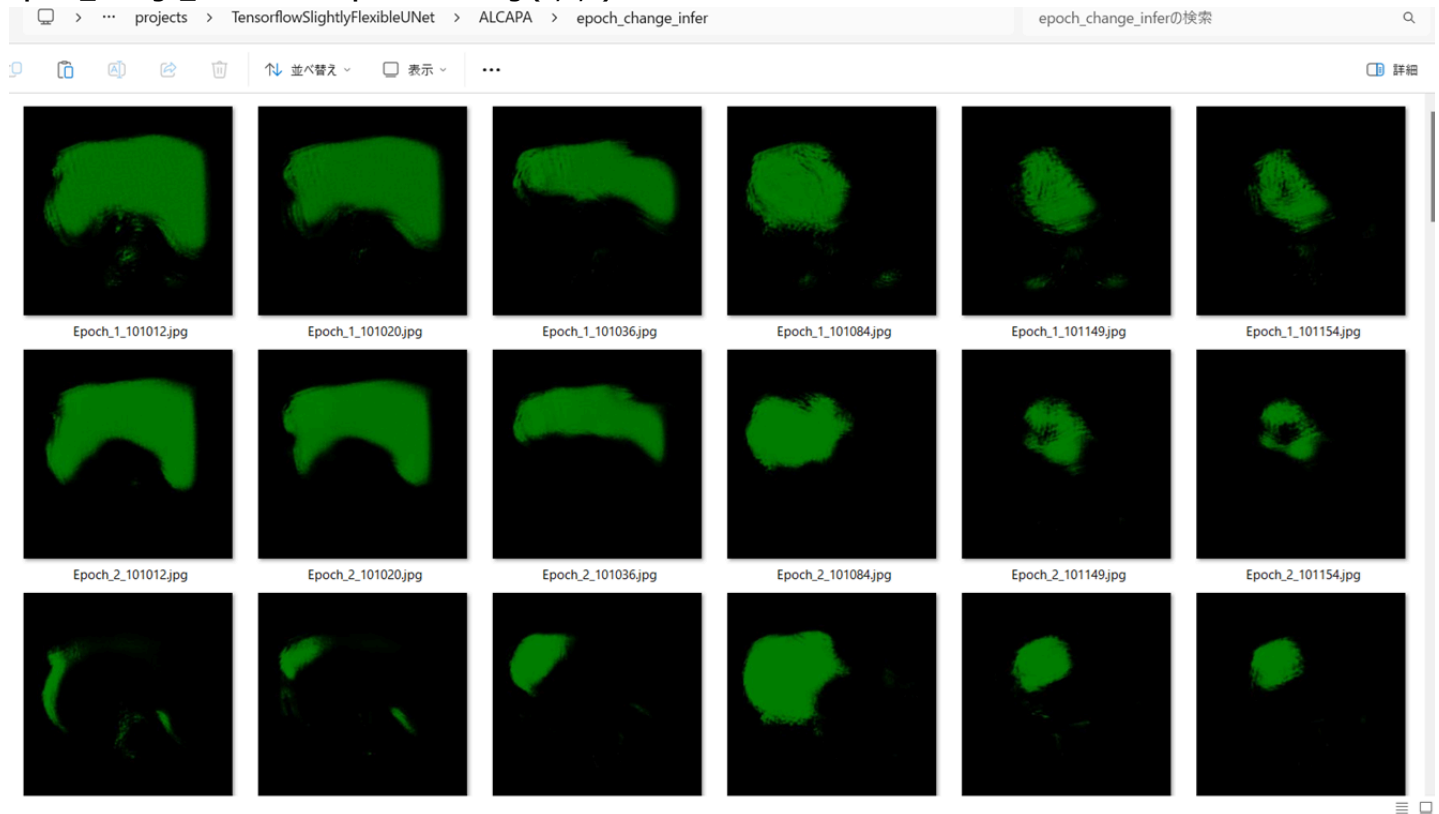 projects > TensorflowSlightlyFlexibleUNet > ALCAPA > epoch_change_infer
epoch_change_inferの検索
並べ替え
表示
詳細
Epoch_1_101012.jpg
Epoch_1_101020.jpg
Epoch_1_101036.jpg
Epoch_1_101084.jpg
Epoch_1_101149.jpg
Epoch_1_101154.jpg
Epoch_2_101012.jpg
Epoch_2_101020.jpg
Epoch_2_101036.jpg
Epoch_2_101084.jpg
Epoch_2_101149.jpg
Epoch_2_101154.jpg